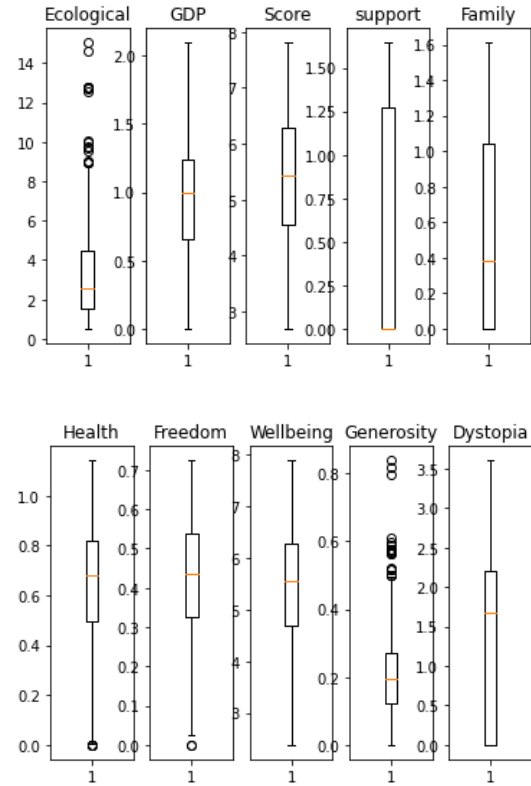 Ecological GDP Score support Family
14 12 10 8 6 4 2 0
2.0 1.5 1.0 0.5 0.0
8 7 6 5 4 3
1.50 1.25 1.00 0.75 0.50 0.25 0.00
1.6 1.4 1.2 1.0 0.8 0.6 0.4 0.2 0.0
1 1 1 1 1
Health Freedom Wellbeing Generosity Dystopia
1.0 0.8 0.6 0.4 0.2 0.0
0.7 0.6 0.5 0.4 0.3 0.2 0.1 0.0
8 7 6 5 4 3
0.8 0.6 0.4 0.2 0.0
3.5 3.0 2.5 2.0 1.5 1.0 0.5 0.0
1 1 1 1 1